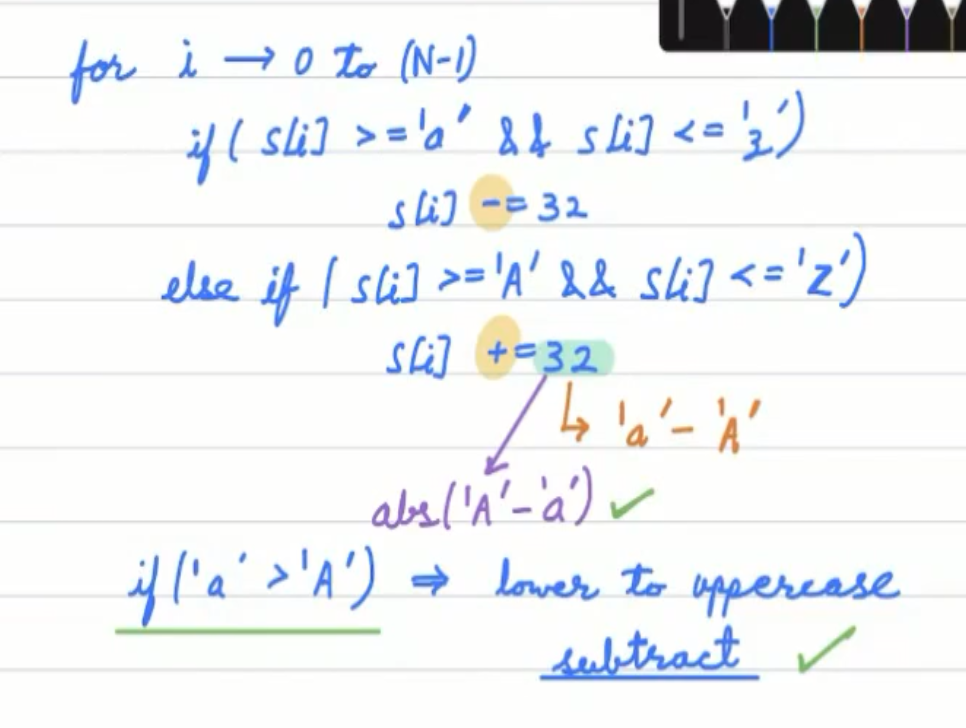 for i → 0 to (N-1)
if( s[i] >= 'a' && s[i] <= 'z')
s[i] -= 32
else if ( s[i] >= 'A' && s[i] <= 'Z')
s[i] += 32
↳ 'a' - 'A'
abs('A' - 'a') ✓
if ('a' > 'A') ⇒ lower to uppercase
subtract ✓